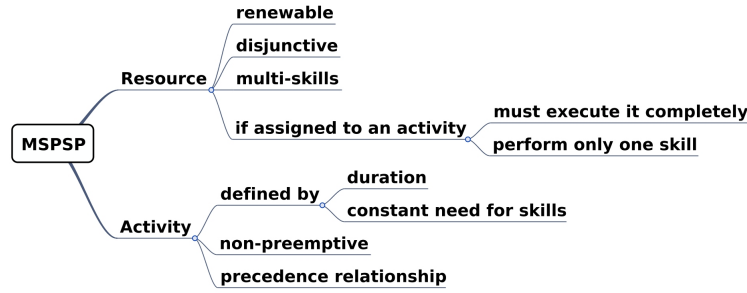 MSPSP
Resource
renewable
disjunctive
multi-skills
if assigned to an activity
must execute it completely
perform only one skill
Activity
defined by
duration
constant need for skills
non-preemptive
precedence relationship